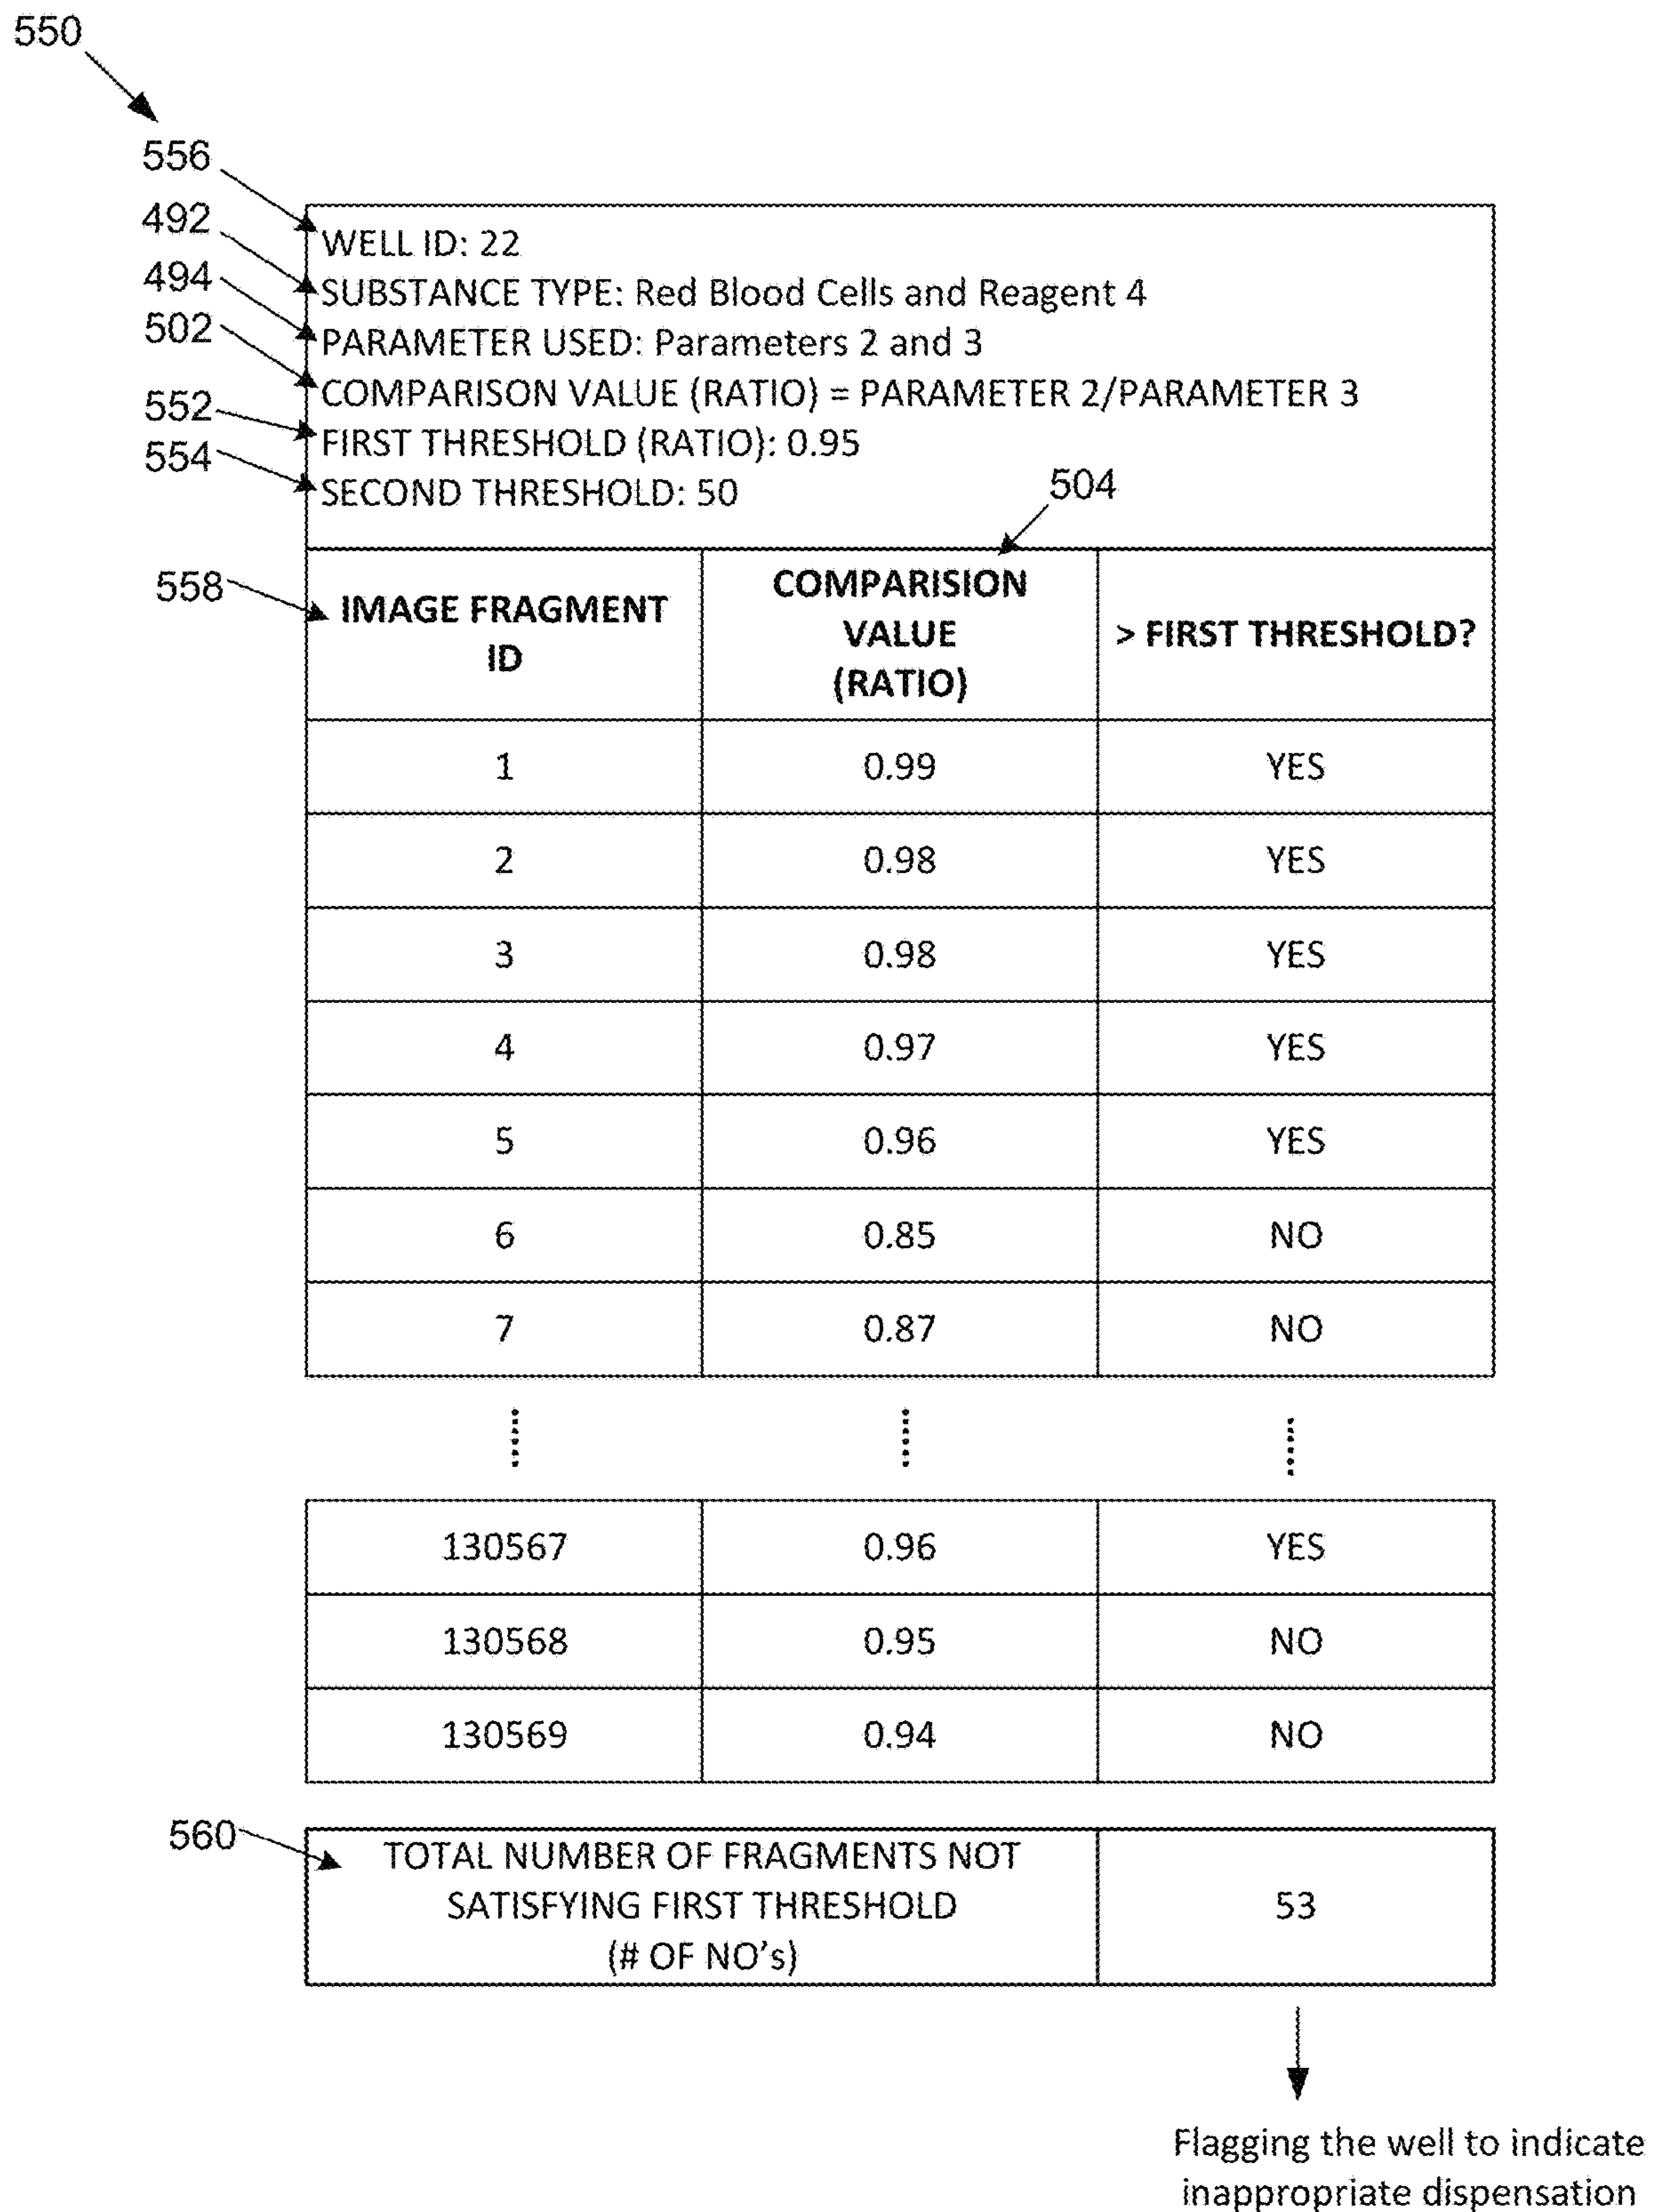 550
556
492
494
502
552
554
WELL ID: 22
SUBSTANCE TYPE: Red Blood Cells and Reagent 4
PARAMETER USED: Parameters 2 and 3
COMPARISON VALUE (RATIO) = PARAMETER 2/PARAMETER 3
FIRST THRESHOLD (RATIO): 0.95
SECOND THRESHOLD: 50
504
558
IMAGE FRAGMENT
ID
COMPARISION
VALUE
(RATIO)
> FIRST THRESHOLD?
1 0.99 YES
2 0.98 YES
3 0.98 YES
4 0.97 YES
5 0.96 YES
6 0.85 NO
7 0.87 NO
130567 0.96 YES
130568 0.95 NO
130569 0.94 NO
560
TOTAL NUMBER OF FRAGMENTS NOT
SATISFYING FIRST THRESHOLD
(# OF NO's)
53
Flagging the well to indicate
inappropriate dispensation